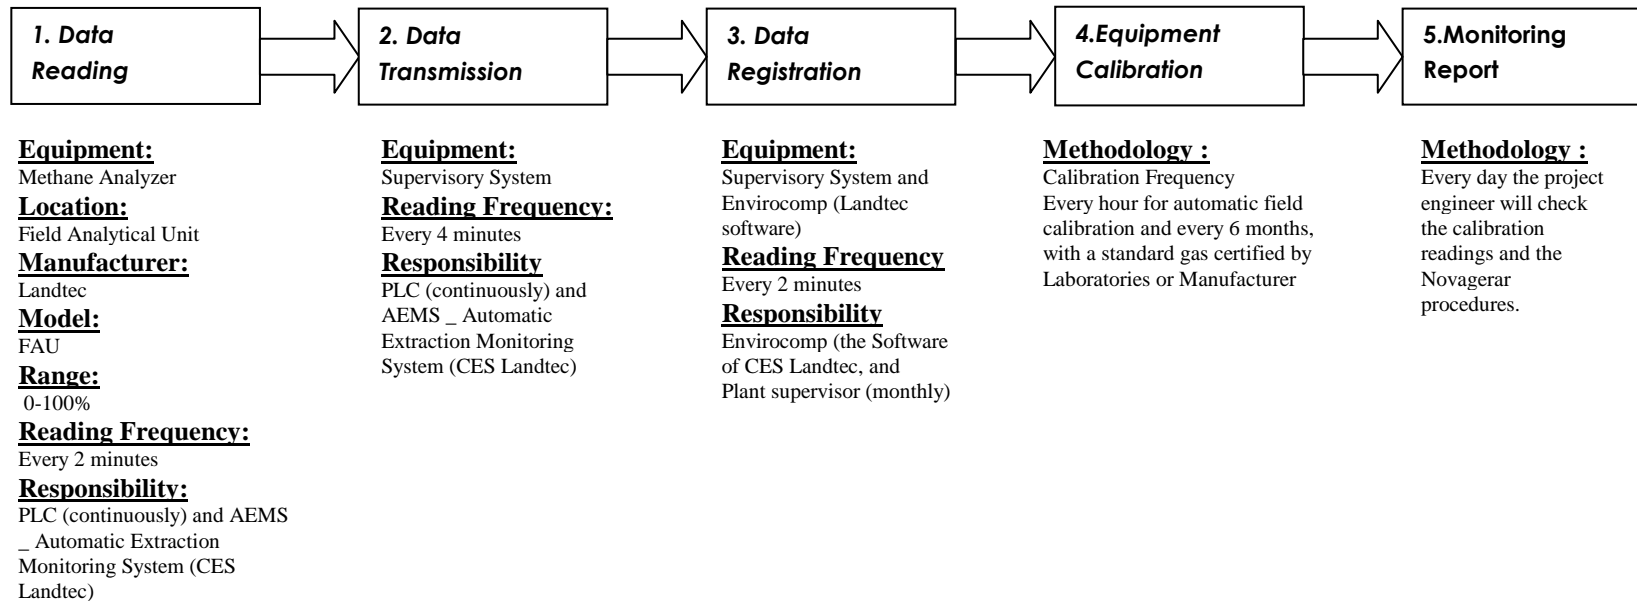 1. Data
Reading
2. Data
Transmission
3. Data
Registration
4.Equipment
Calibration
5.Monitoring
Report
Equipment:
Methane Analyzer
Location:
Field Analytical Unit
Manufacturer:
Landtec
Model:
FAU
Range:
0-100%
Reading Frequency:
Every 2 minutes
Responsibility:
PLC (continuously) and AEMS
_ Automatic Extraction
Monitoring System (CES
Landtec)
Equipment:
Supervisory System
Reading Frequency:
Every 4 minutes
Responsibility
PLC (continuously) and
AEMS _ Automatic
Extraction Monitoring
System (CES Landtec)
Equipment:
Supervisory System and
Envirocomp (Landtec
software)
Reading Frequency
Every 2 minutes
Responsibility
Envirocomp (the Software
of CES Landtec, and
Plant supervisor (monthly)
Methodology :
Calibration Frequency
Every hour for automatic field
calibration and every 6 months,
with a standard gas certified by
Laboratories or Manufacturer
Methodology :
Every day the project
engineer will check
the calibration
readings and the
Novagerar
procedures.